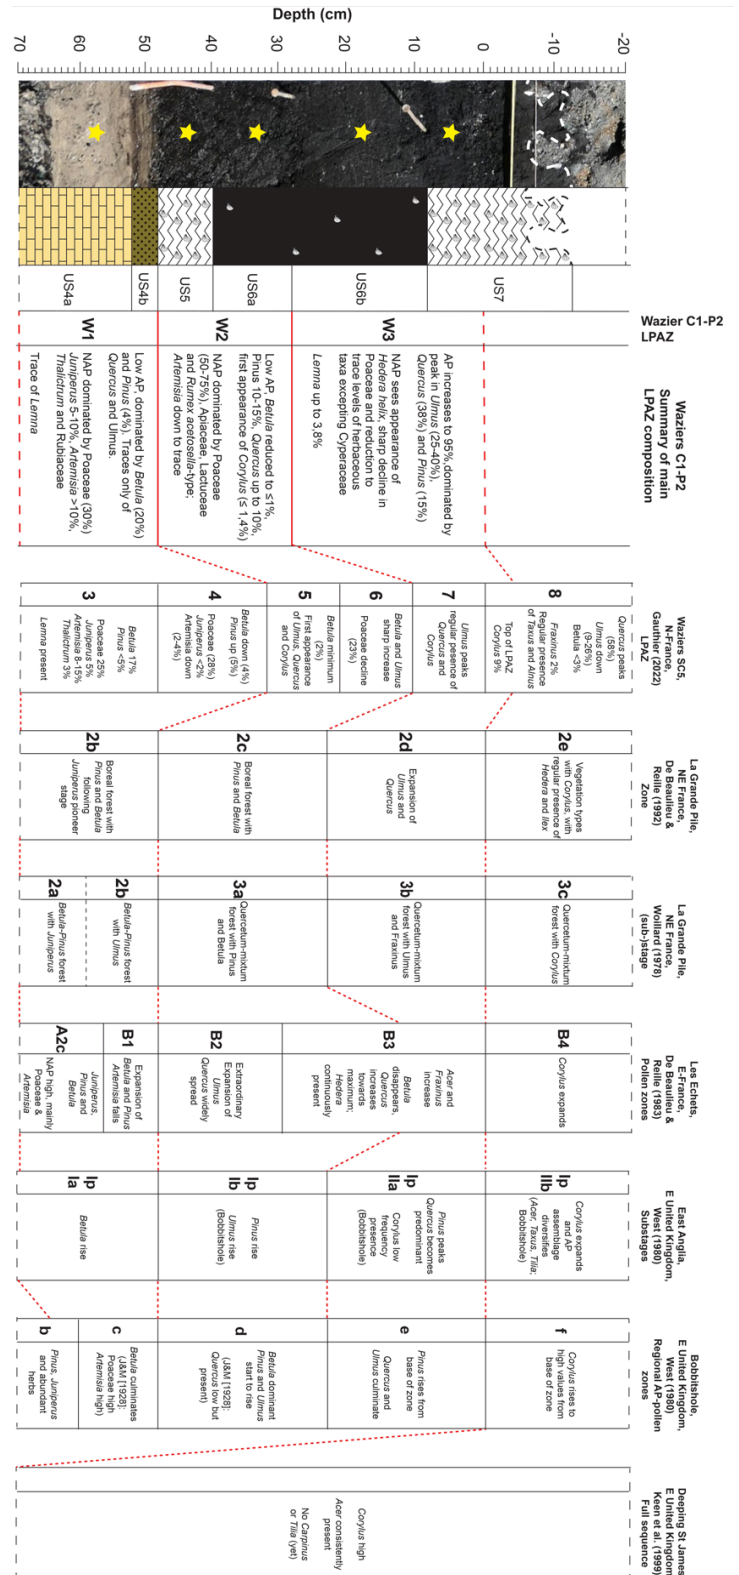 Depth (cm)
-20
-10
0
10
20
30
40
50
60
70
US7
US6b
US6a
US5
US4b
US4a
Wazier C1-P2
LPAZ
W3
W2
W1
Waziers C1-P2
Summary of main
LPAZ composition
AP increases to 95%,dominated by
peak in Ulmus (25-40%),
Quercus (38%) and Pinus (15%)
NAP sees appearance of
Hedera helix, sharp decline in
Poaceae and reduction to
trace levels of herbaceous
taxa excepting Cyperaceae
Lemna up to 3,8%
Low AP, Betula reduced to ≤1%,
Pinus 10-15%, Quercus up to 10%,
first appearance of Corylus (≤ 1,4%)
NAP dominated by Poaceae
(50-75%), Apiaceae, Lactuceae
and Rumex acetosella-type;
Artemisia down to trace
Low AP, dominated by Betula (20%)
and Pinus (4%). Traces only of
Quercus and Ulmus.
NAP dominated by Poaceae (30%)
Juniperus 5-10%, Artemisia >10%,
Thalictrum and Rubiaceae
Trace of Lemna
Waziers SC5,
N-France,
Gauthier (2022)
LPAZ
8
Quercus peaks
(58%)
Ulmus down
(9-26%)
Betula <3%
Fraxinus 2%
Regular presence
of Taxus and Alnus
Top of LPAZ
Corylus 9%
7
Ulmus peaks
regular pesence of
Quercus and
Corylus
6
Betula and Ulmus
sharp increase
Poaceae decline
(23%)
5
Betula minimum
(2%)
First appearance
of Ulmus, Quercus
and Corylus
4
Betula down (4%)
Pinus up (5%)
Poaceae (28%)
Juniperus <2%
Artemisia down
(2-4%)
3
Betula 17%
Pinus <5%
Poaceae 25%
Juniperus 5%
Artemisia 8-15%
Thalictrum 3%
Lemna present
La Grande Pile,
NE France,
De Beaulieu &
Reille (1992)
Zone
2e
Vegetation types
with Corylus, with
regular presence of
Hedera and Ilex
2d
Expansion of
Ulmus and
Quercus
2c
Boreal forest with
Pinus and Betula
2b
Boreal forest with
Pinus and Betula
following
Juniperus pioneer
stage
La Grande Pile,
NE France,
Woillard (1978)
(sub-)stage
3c
Quercetum-mixtum
forest with Corylus
3b
Quercetum-mixtum
forest with Ulmus
and Fraxinus
3a
Quercetum-mixtum
forest with Pinus
and Betula
2b
Betula-Pinus forest
with Ulmus
2a
Betula-Pinus forest
with Juniperus
Les Echets,
E-France,
De Beaulieu &
Reille (1983)
Pollen zones
B4
Corylus expands
B3
Acer and
Fraxinus
increase
Betula
disappears,
Quercus
increases
towards
maximum;
Hedera
continuously
present
B2
Extraordinary
Expansion of
Ulmus
Quercus widely
spread
B1
Expansion of
Betula and Pinus
Artemisia falls
A2c
Juniperus,
Pinus and
Betula
NAP high, mainly
Poaceae &
Artemisia
East Anglia,
E United Kingdom,
West (1980)
Substages
Ip
IIb
Corylus expands
and AP
assemblage
diversifies
(Acer, Taxus, Tilia;
Bobbitshole)
Ip
IIa
Pinus peaks
Quercus becomes
predominant
Corylus low
frequency
presence
(Bobbitshole)
Ip
Ib
Pinus rise
Ulmus rise
(Bobbitshole)
Ip
Ia
Betula rise
Bobbitshole,
E United Kingdom,
West (1980)
Regional AP-pollen
zones
f
Corylus rises to
high values from
base of zone
e
Pinus rises from
base of zone
Quercus and
Ulmus culminate
d
Betula dominant
Pinus and Ulmus
start to rise
(J&M [1928]:
Quercus low but
present)
c
Betula culminates
(J&M [1928]:
Poaceae high
Artemisia high)
b
Pinus, Juniperus
and abundant
herbs
Deeping St James
E United Kingdom
Keen et al. (1999)
Full sequence
Corylus high
Acer consistently
present
No Carpinus
or Tilia (yet)